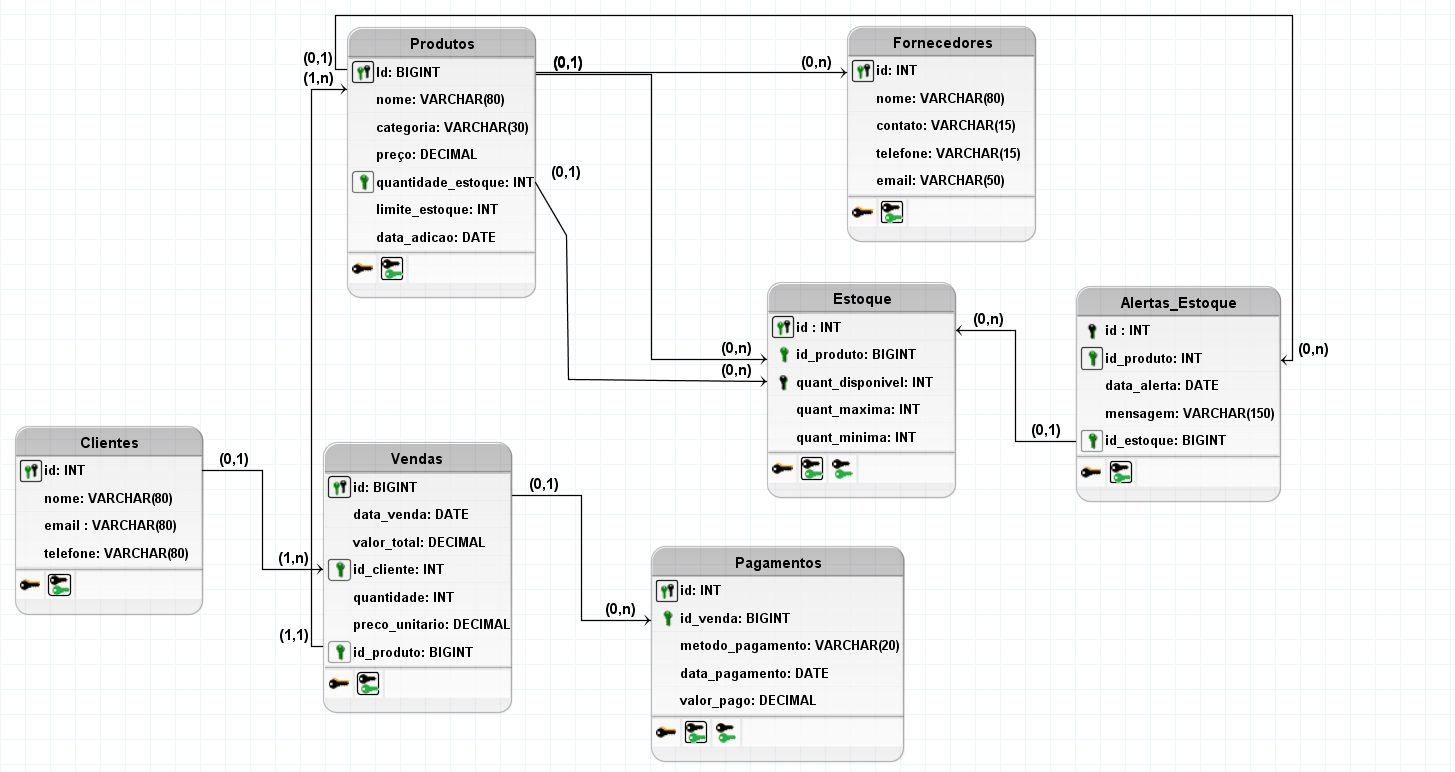 Produtos
(0,1)
(1,n)
Id: BIGINT
nome: VARCHAR(80)
categoria: VARCHAR(30)
preço: DECIMAL
quantidade_estoque: INT
limite_estoque: INT
data_adicao: DATE
(0,1)
(0,n)
(0,1)
Fornecedores
id: INT
nome: VARCHAR(80)
contato: VARCHAR(15)
telefone: VARCHAR(15)
email: VARCHAR(50)
Estoque
(0,n)
(0,n)
id : INT
id_produto: BIGINT
quant_disponivel: INT
quant_maxima: INT
quant_minima: INT
(0,n)
(0,1)
Alertas_Estoque
id : INT
id_produto: INT
data_alerta: DATE
mensagem: VARCHAR(150)
id_estoque: BIGINT
(0,n)
Clientes
id: INT
nome: VARCHAR(80)
email : VARCHAR(80)
telefone: VARCHAR(80)
(0,1)
(1,n)
(1,1)
Vendas
id: BIGINT
data_venda: DATE
valor_total: DECIMAL
id_cliente: INT
quantidade: INT
preco_unitario: DECIMAL
id_produto: BIGINT
(0,1)
(0,n)
Pagamentos
id: INT
id_venda: BIGINT
metodo_pagamento: VARCHAR(20)
data_pagamento: DATE
valor_pago: DECIMAL